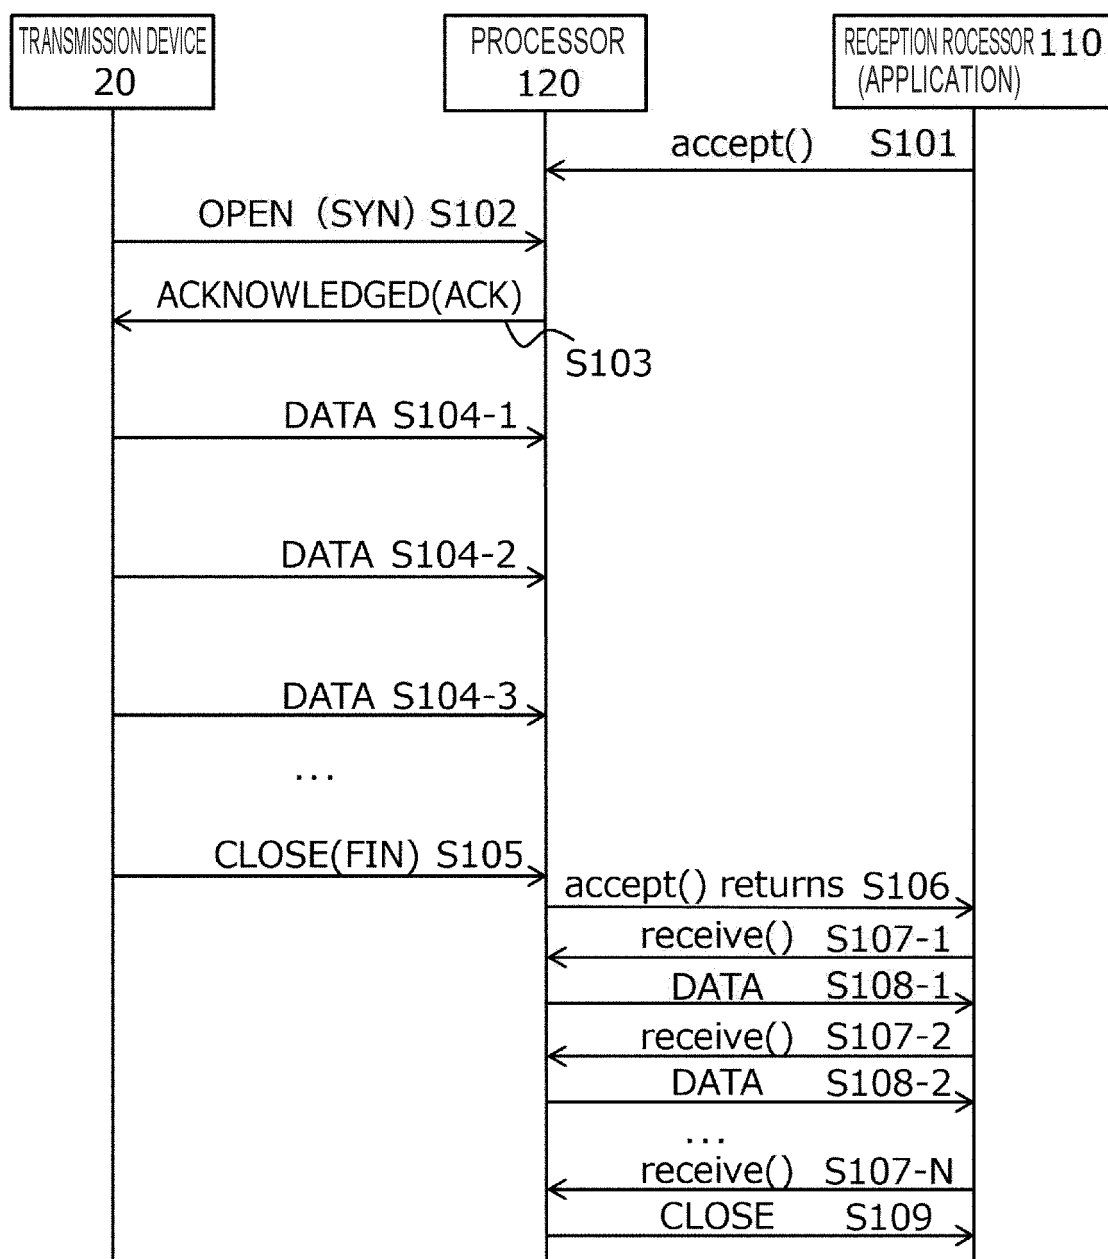 TRANSMISSION DEVICE
20
PROCESSOR
120
RECEPTION ROCESSOR 110
(APPLICATION)
accept() S101
OPEN (SYN) S102
ACKNOWLEDGED(ACK)
S103
DATA S104-1
DATA S104-2
DATA S104-3
...
CLOSE(FIN) S105
accept() returns S106
receive() S107-1
DATA S108-1
receive() S107-2
DATA S108-2
...
receive() S107-N
CLOSE S109